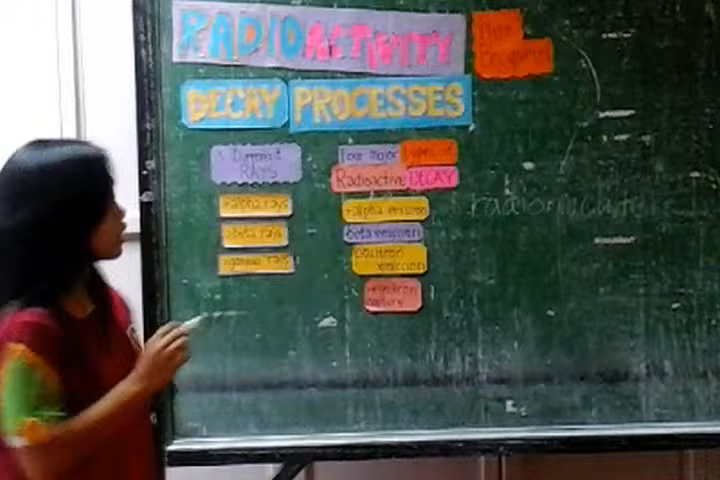 RADIOACTIVITY
DECAY PROCESSES
3 Different
RAYS
•alpha rays
•beta rays
•gamma rays
Four major types of
Radioactive DECAY
•alpha emission
•beta emission
•positron
emission
•electron
capture